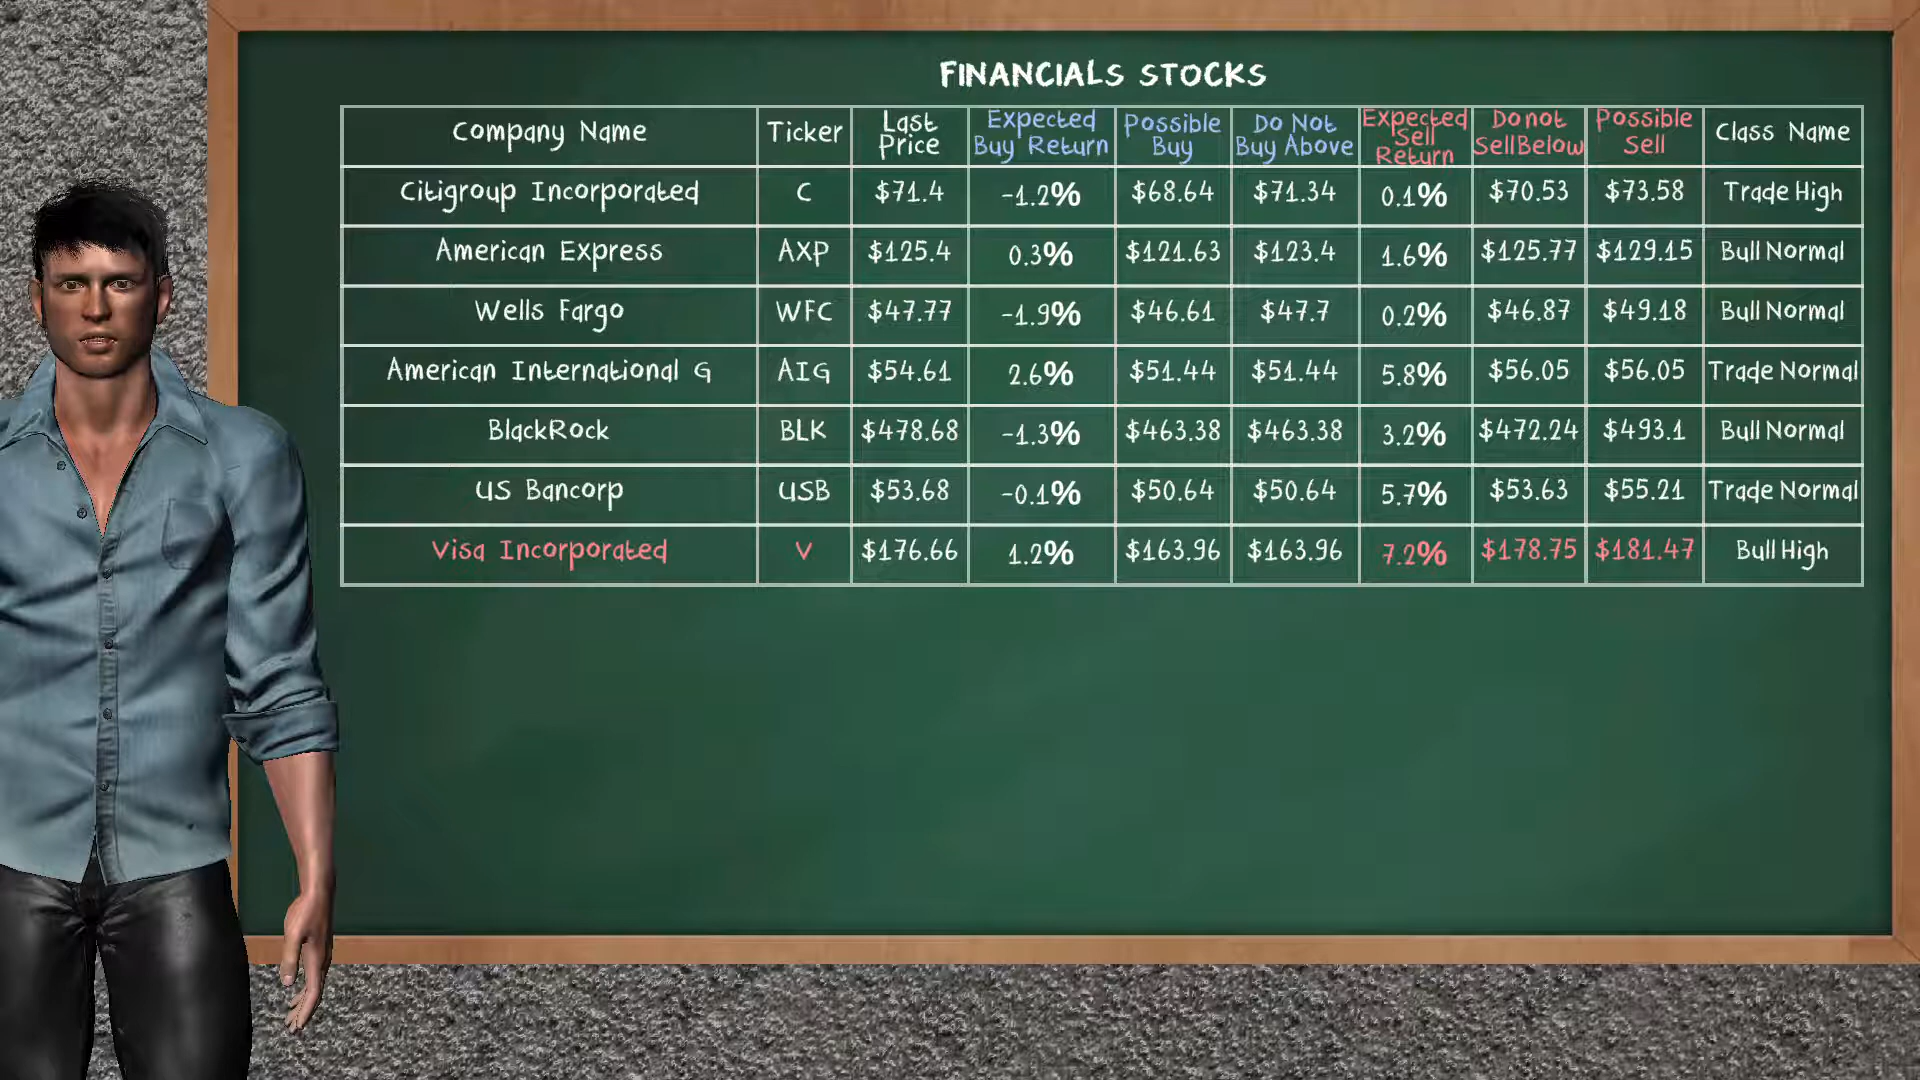 FINANCIALS STOCKS
Company Name Ticker Last Price Expected Buy Return Possible Buy Do Not Buy Above Expected Sell Return Do not Sell Below Possible Sell Class Name
Citigroup Incorporated C $71.4 -1.2% $68.64 $71.34 0.1% $70.53 $73.58 Trade High
American Express AXP $125.4 0.3% $121.63 $123.4 1.6% $125.77 $129.15 Bull Normal
Wells Fargo WFC $47.77 -1.9% $46.61 $47.7 0.2% $46.87 $49.18 Bull Normal
American International G AIG $54.61 2.6% $51.44 $51.44 5.8% $56.05 $56.05 Trade Normal
BlackRock BLK $478.68 -1.3% $463.38 $463.38 3.2% $472.24 $493.1 Bull Normal
US Bancorp USB $53.68 -0.1% $50.64 $50.64 5.7% $53.63 $55.21 Trade Normal
Visa Incorporated V $176.66 1.2% $163.96 $163.96 7.2% $178.75 $181.47 Bull High